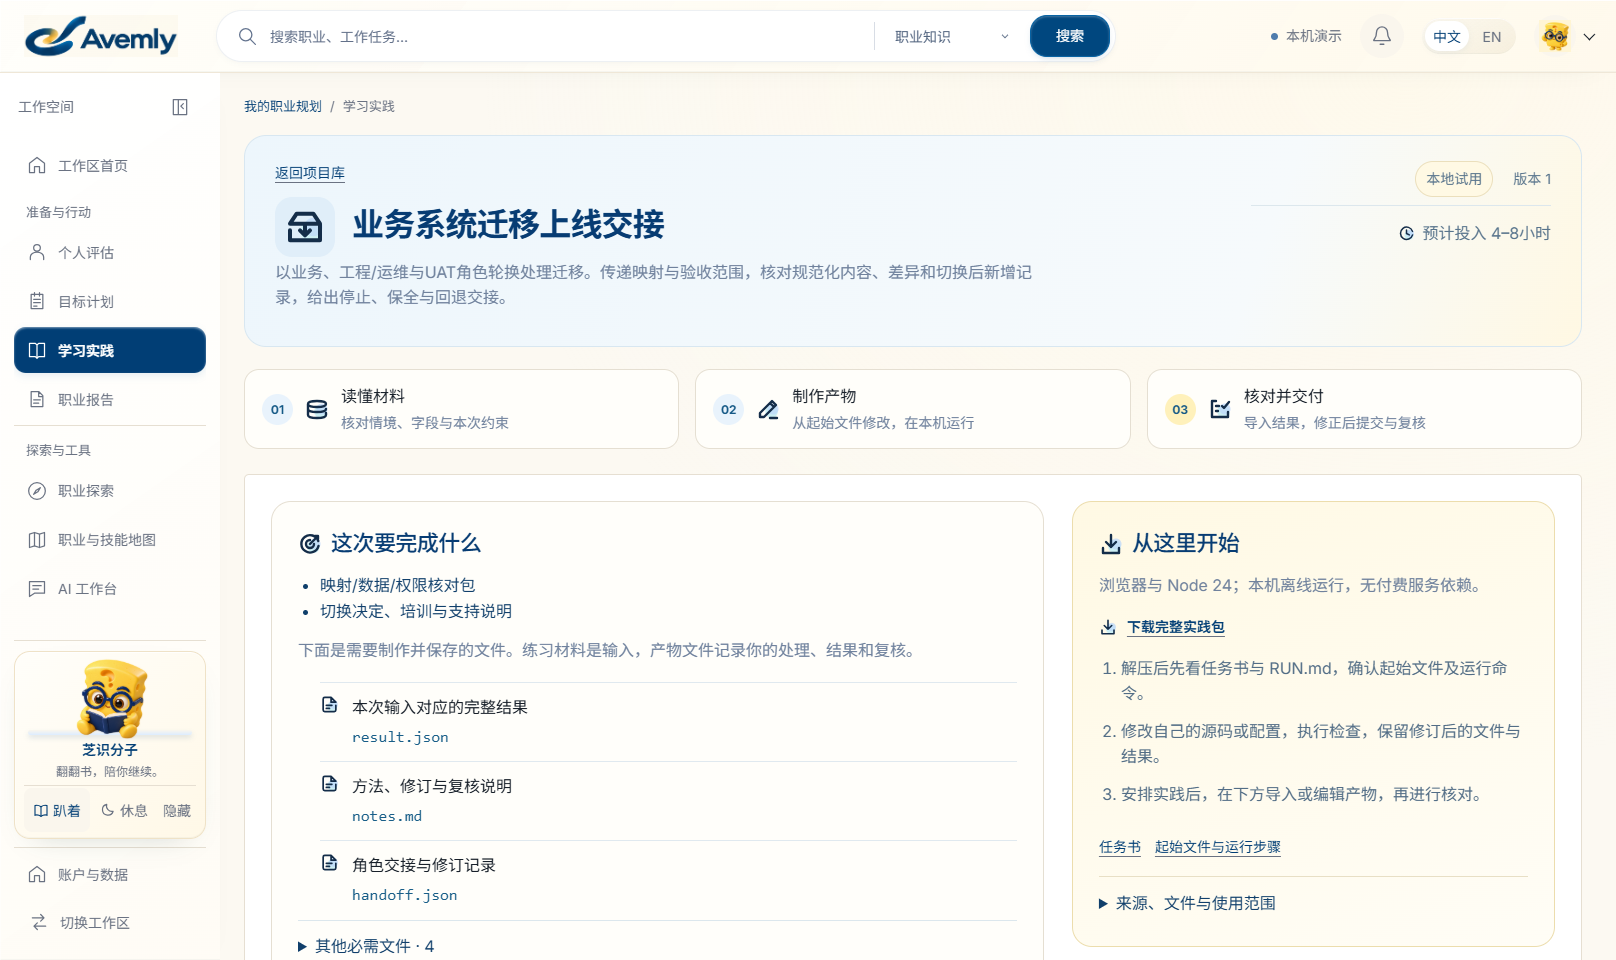 Avemly
搜索职业、工作任务...
职业知识
搜索
本机演示
中文
EN
工作空间
工作区首页
准备与行动
个人评估
目标计划
学习实践
职业报告
探索与工具
职业探索
职业与技能地图
AI 工作台
芝识分子
翻翻书，陪你继续。
趴着
休息
隐藏
账户与数据
切换工作区
我的职业规划 / 学习实践
返回项目库
业务系统迁移上线交接
以业务、工程/运维与UAT角色轮换处理迁移。传递映射与验收范围，核对规范化内容、差异和切换后新增记
录，给出停止、保全与回退交接。
本地试用
版本 1
预计投入 4–8小时
01
读懂材料
核对情境、字段与本次约束
02
制作产物
从起始文件修改，在本机运行
03
核对并交付
导入结果，修正后提交与复核
这次要完成什么
• 映射/数据/权限核对包
• 切换决定、培训与支持说明
下面是需要制作并保存的文件。练习材料是输入，产物文件记录你的处理、结果和复核。
本次输入对应的完整结果
result.json
方法、修订与复核说明
notes.md
角色交接与修订记录
handoff.json
其他必需文件 · 4
从这里开始
浏览器与 Node 24；本机离线运行，无付费服务依赖。
下载完整实践包
1. 解压后先看任务书与 RUN.md，确认起始文件及运行命
令。
2. 修改自己的源码或配置，执行检查，保留修订后的文件与
结果。
3. 安排实践后，在下方导入或编辑产物，再进行核对。
任务书
起始文件与运行步骤
来源、文件与使用范围